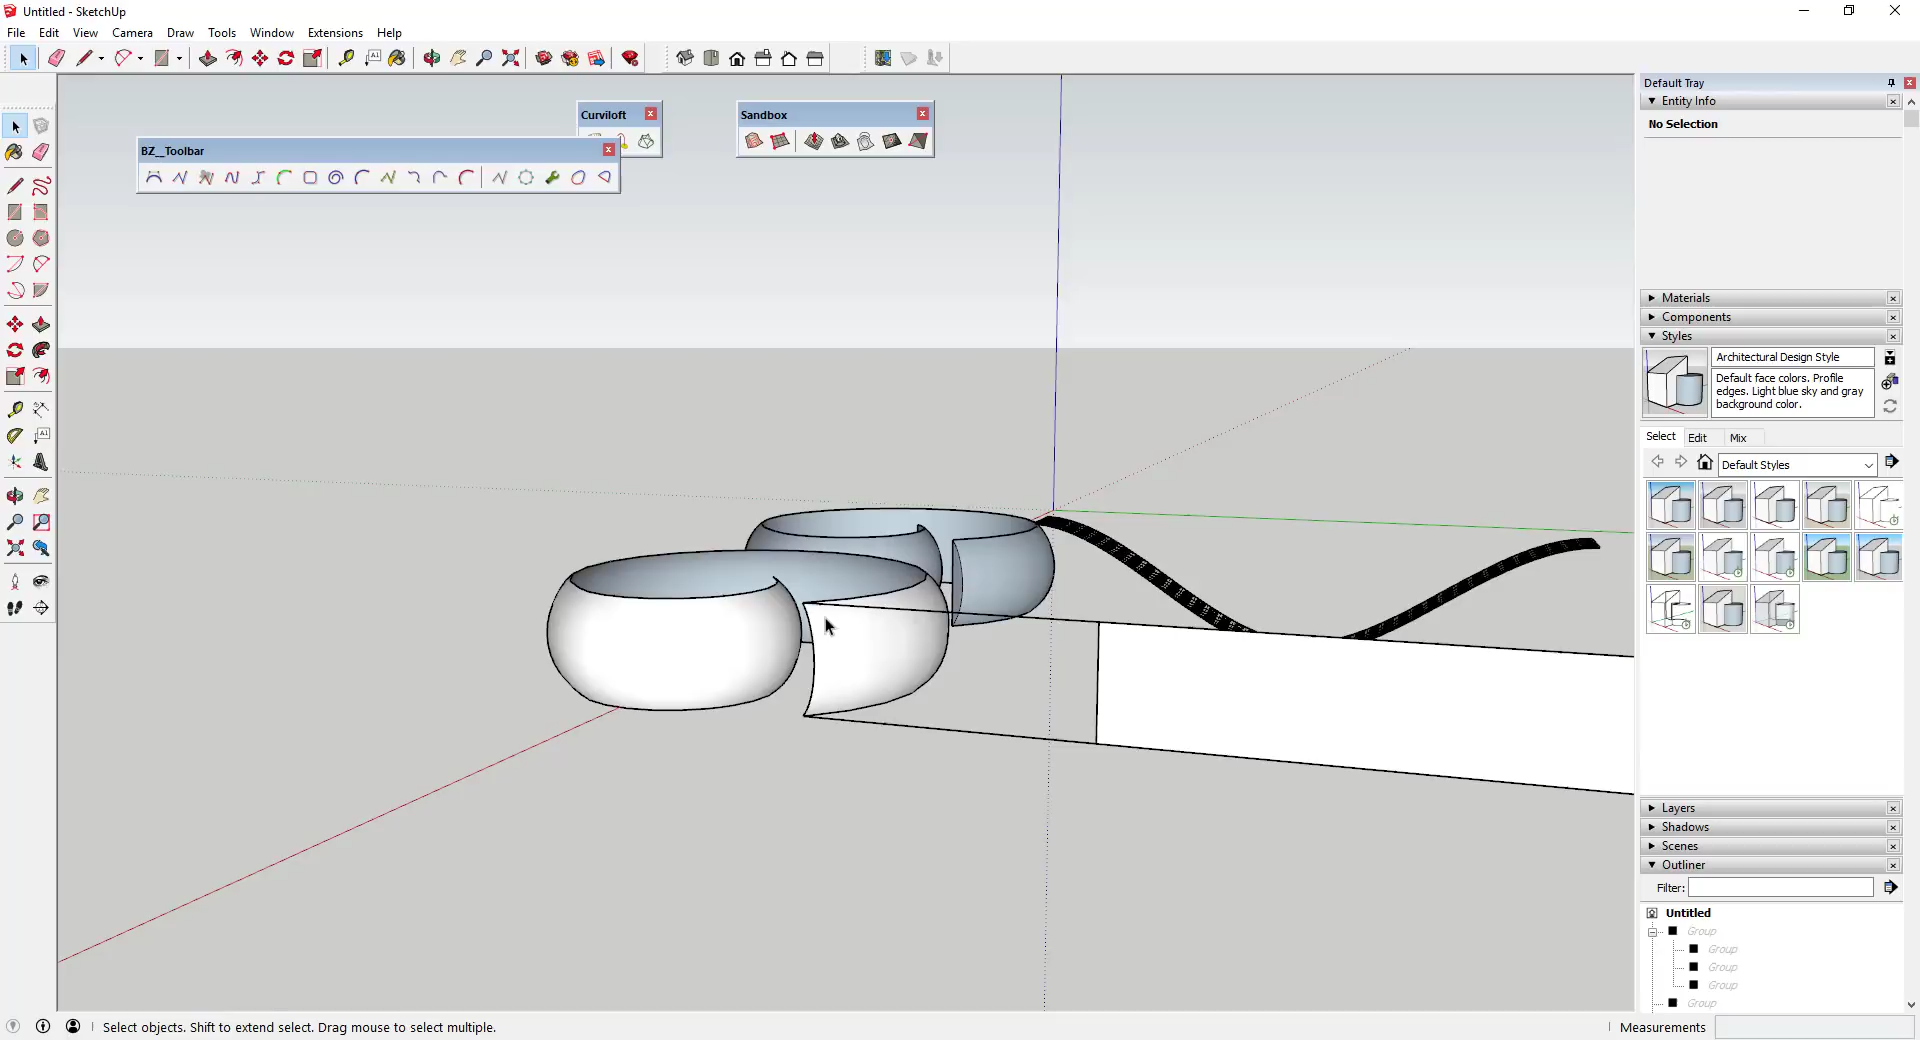 Untitled - SketchUp
File Edit View Camera Draw Tools Window Extensions Help
Default Tray
Entity Info
No Selection
Curviloft
Sandbox
BZ__Toolbar
Materials
Components
Styles
Architectural Design Style
Default face colors. Profile
edges. Light blue sky and gray
background color.
Select Edit Mix
Default Styles
Layers
Shadows
Scenes
Outliner
Filter:
Untitled
Group
Group
Group
Group
Group
Select objects. Shift to extend select. Drag mouse to select multiple.
Measurements